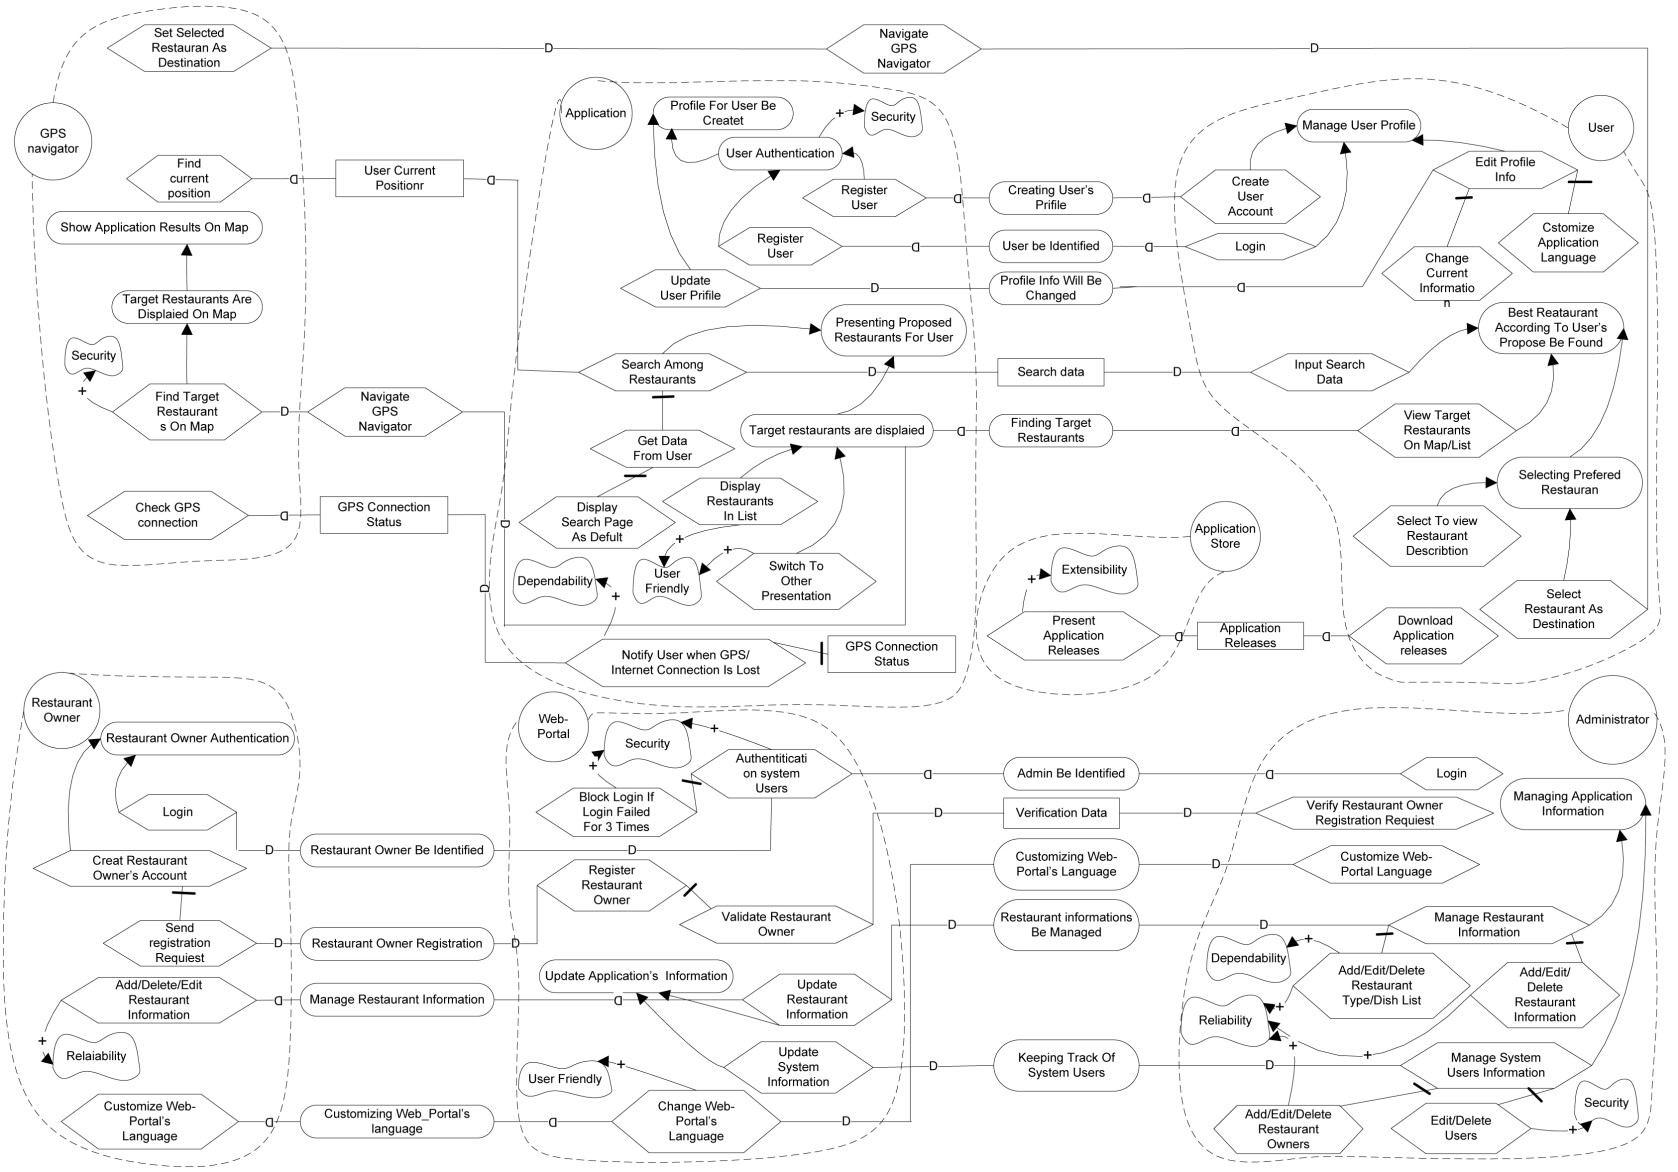 Set Selected
Restauran As
Destination
D
Navigate
GPS
Navigator
D
GPS
navigator
Application
Profile For User Be
Createt
+
Security
User Authentication
Manage User Profile
User
Find
current
position
D
User Current
Positionr
D
Register
User
D
Creating User's
Prifile
D
Create
User
Account
Edit Profile
Info
Show Application Results On Map
Register
User
D
User be Identified
D
Login
Cstomize
Application
Language
Change
Current
Informatio
n
Update
User Prifile
D
Profile Info Will Be
Changed
D
Target Restaurants Are
Displaied On Map
Presenting Proposed
Restaurants For User
Best Reataurant
According To User's
Propose Be Found
Security
+
Search Among
Restaurants
D
Search data
D
Input Search
Data
Find Target
Restaurant
s On Map
D
Navigate
GPS
Navigator
Target restaurants are displaied
D
Finding Target
Restaurants
D
View Target
Restaurants
On Map/List
Get Data
From User
Display
Restaurants
In List
Selecting Prefered
Restauran
Check GPS
connection
D
GPS Connection
Status
D
Display
Search Page
As Defult
Application
Store
Select To view
Restaurant
Describtion
+
+
Dependability
+
User
Friendly
Switch To
Other
Presentation
Extensibility
+
D
Select
Restaurant As
Destination
Present
Application
Releases
D
Application
Releases
D
Download
Application
releases
Notify User when GPS/
Internet Connection Is Lost
GPS Connection
Status
Restaurant
Owner
Web-
Portal
Administrator
Restaurant Owner Authentication
Security
+
+
Authentiticati
on system
Users
D
Admin Be Identified
D
Login
Login
Block Login If
Login Failed
For 3 Times
D
Verification Data
D
Verify Restaurant Owner
Registration Requiest
Managing Application
Information
D
Restaurant Owner Be Identified
D
Creat Restaurant
Owner's Account
Register
Restaurant
Owner
Customizing Web-
Portal's Language
D
Customize Web-
Portal Language
Validate Restaurant
Owner
D
Restaurant informations
Be Managed
D
Manage Restaurant
Information
Send
registration
Requiest
D
Restaurant Owner Registration
D
Dependability
+
Add/Edit/Delete
Restaurant
Type/Dish List
Add/Edit/
Delete
Restaurant
Information
Update Application's  Information
Add/Delete/Edit
Restaurant
Information
D
Manage Restaurant Information
D
Update
Restaurant
Information
+
Reliability
+
+
+
Relaiability
Update
System
Information
D
Keeping Track Of
System Users
D
Manage System
Users Information
User Friendly
+
Customize Web-
Portal's
Language
D
Customizing Web_Portal's
language
D
Change Web-
Portal's
Language
D
Add/Edit/Delete
Restaurant
Owners
Edit/Delete
Users
+
Security